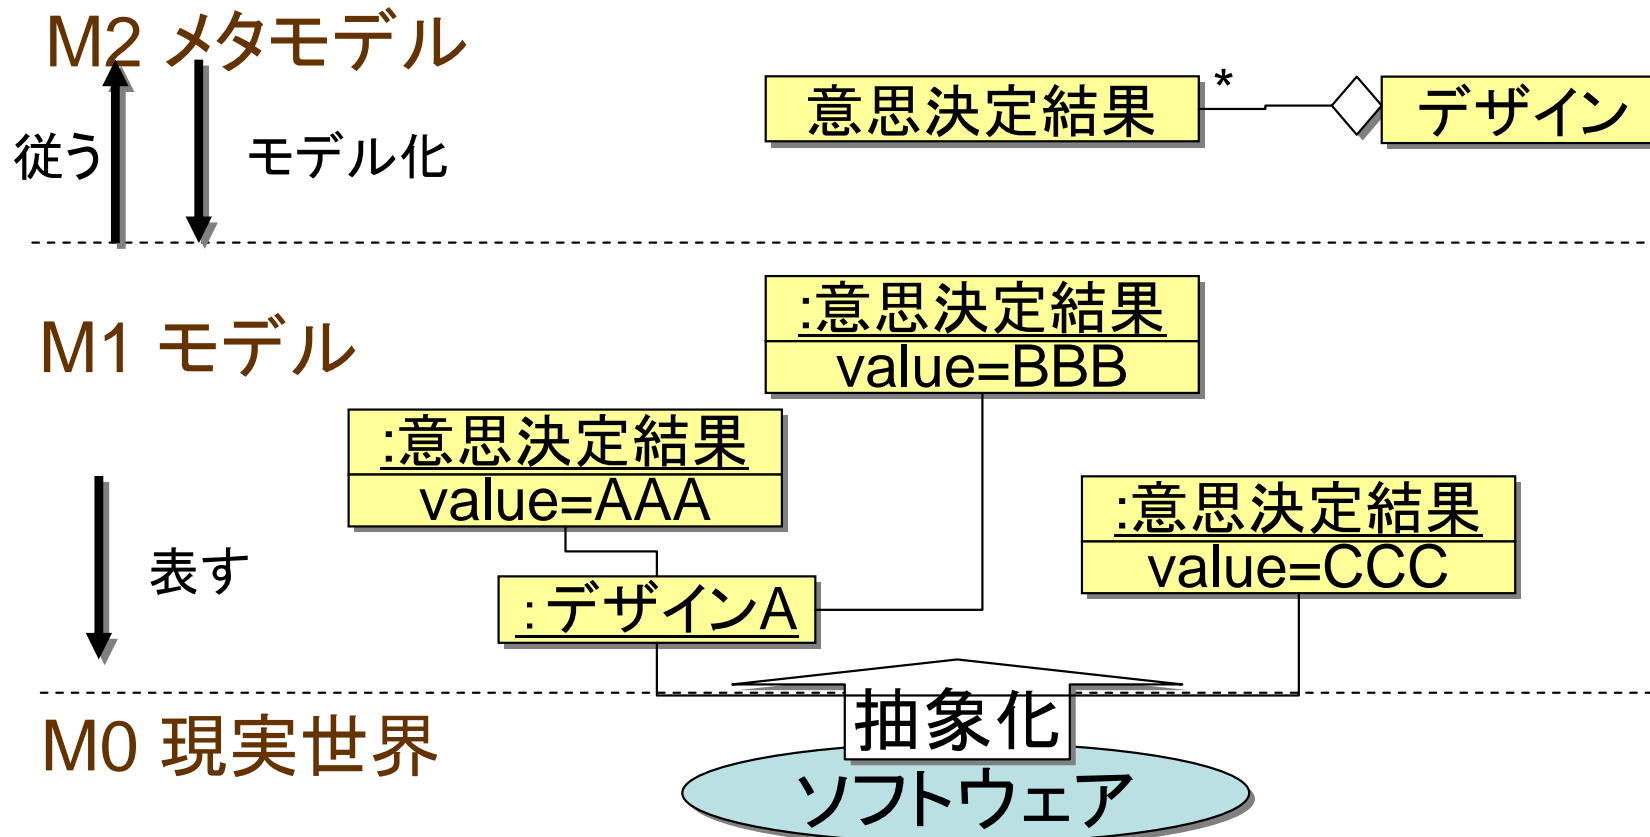 M2 メタモデル
*
意思決定結果
デザイン
従う
モデル化
:意思決定結果
value=BBB
M1 モデル
:意思決定結果
value=AAA
:意思決定結果
value=CCC
表す
:デザインA
抽象化
M0 現実世界
ソフトウェア